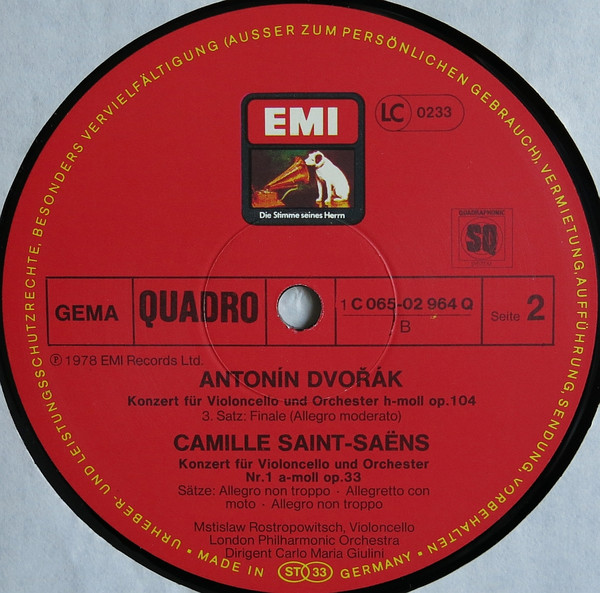 URHEBER- UND LEISTUNGSSCHUTZRECHTE, BESONDERS VERVIELFÄLTIGUNG (AUSSER ZUM PERSÖNLICHEN GEBRAUCH), VERMIETUNG, AUFFÜHRUNG, SENDUNG, VORBEHALTEN
EMI
Die Stimme seines Herrn
LC 0233
QUADRAPHONIC
SQ
GEMA
QUADRO
1 C 065-02 964 Q
B
Seite 2
℗ 1978 EMI Records Ltd.
ANTONÍN DVOŘÁK
Konzert für Violoncello und Orchester h-moll op.104
3. Satz: Finale (Allegro moderato)
CAMILLE SAINT-SAËNS
Konzert für Violoncello und Orchester
Nr.1 a-moll op.33
Sätze: Allegro non troppo · Allegretto con
moto · Allegro non troppo
Mstislaw Rostropowitsch, Violoncello
London Philharmonic Orchestra
Dirigent Carlo Maria Giulini
· MADE IN ST 33 GERMANY ·